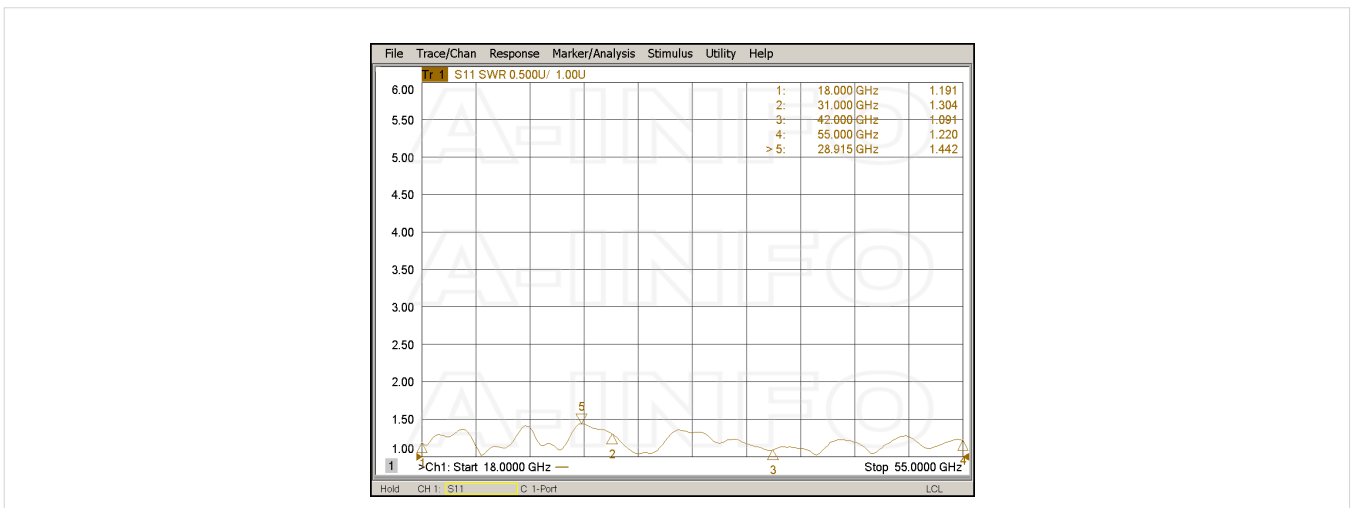 File Trace/Chan Response Marker/Analysis Stimulus Utility Help
Tr 1 S11 SWR 0.500U/ 1.00U
6.00
5.50
5.00
4.50
4.00
3.50
3.00
2.50
2.00
1.50
1.00
1: 18.000 GHz 1.191
2: 31.000 GHz 1.304
3: 42.000 GHz 1.091
4: 55.000 GHz 1.220
> 5: 28.915 GHz 1.442
A-INFO
A-INFO
A-INFO
5
1
2
3
4
1 >Ch1: Start 18.0000 GHz Stop 55.0000 GHz
Hold CH 1: S11 C 1-Port LCL